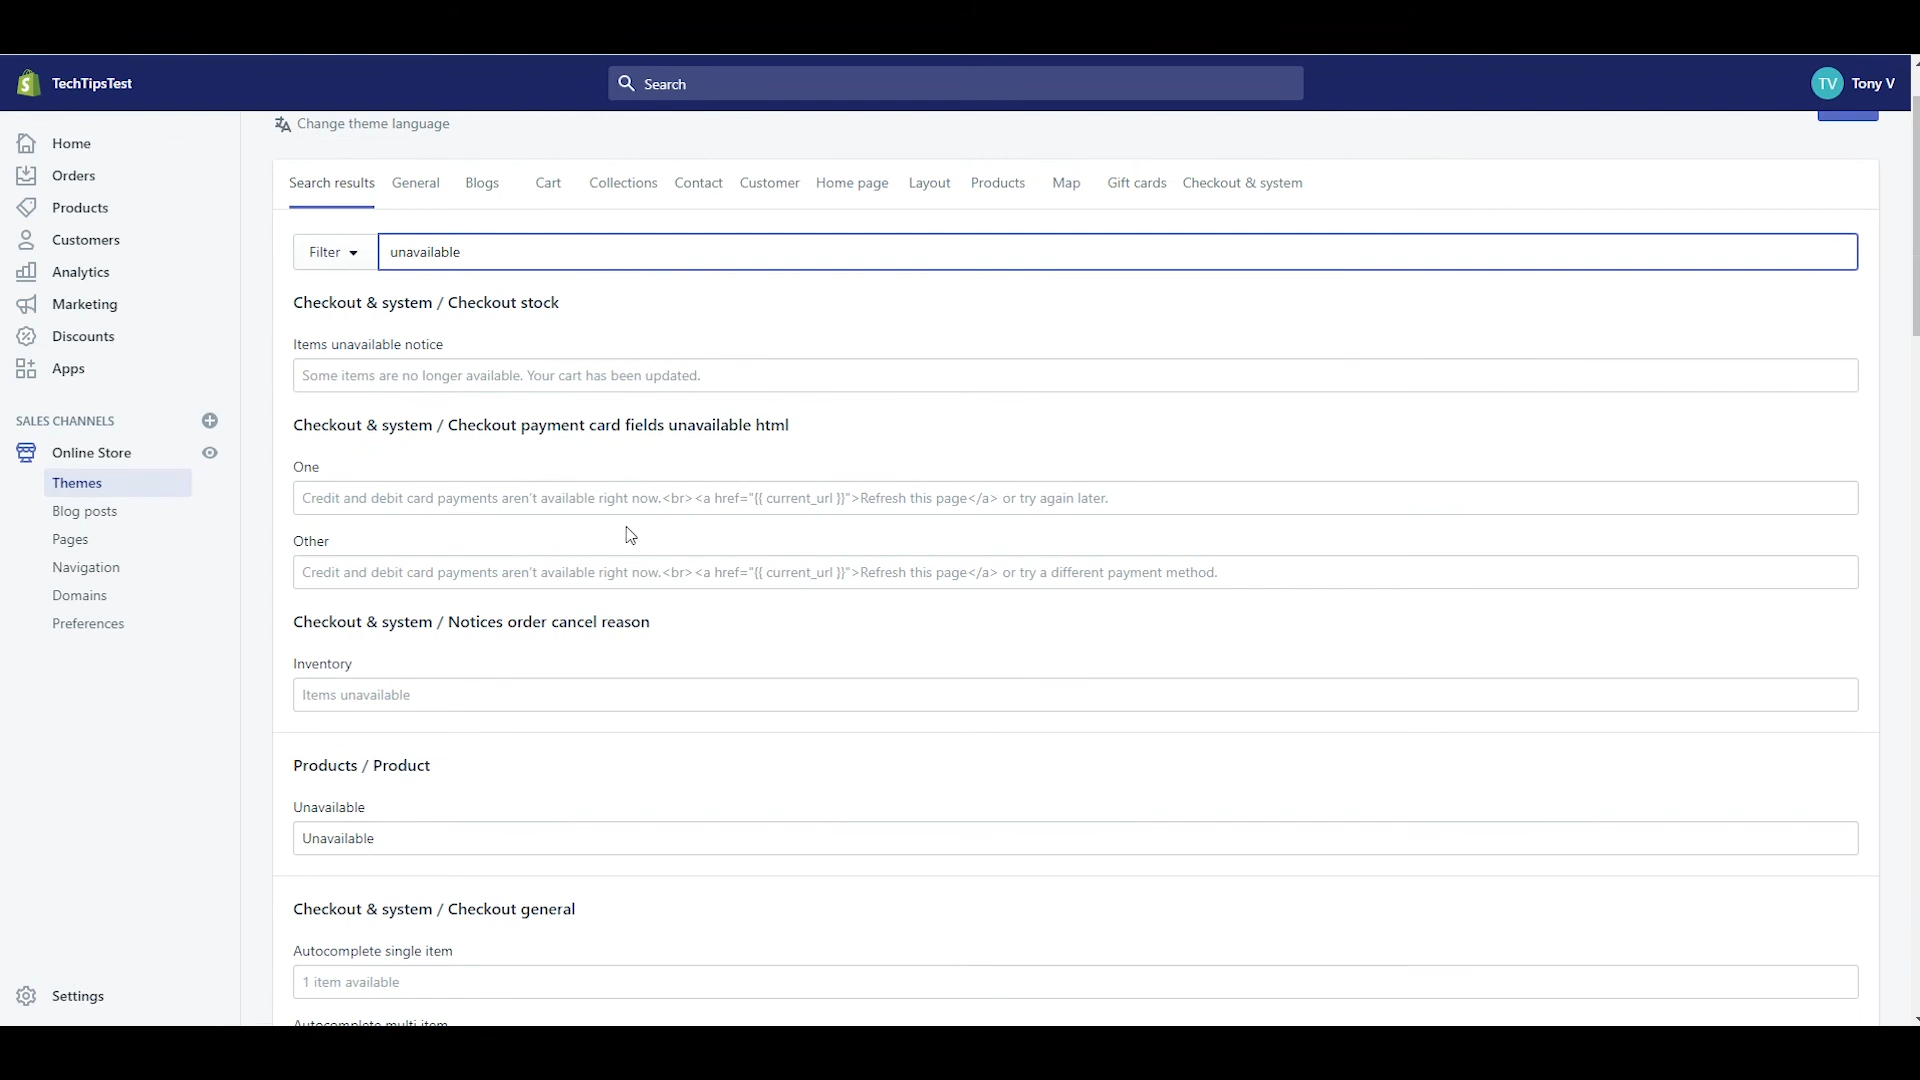 TechTipsTest
Search
TV Tony V
Change theme language
Home
Orders
Products
Customers
Analytics
Marketing
Discounts
Apps
SALES CHANNELS
Online Store
Themes
Blog posts
Pages
Navigation
Domains
Preferences
Settings
Search results General Blogs Cart Collections Contact Customer Home page Layout Products Map Gift cards Checkout & system
Filter unavailable
Checkout & system / Checkout stock
Items unavailable notice
Some items are no longer available. Your cart has been updated.
Checkout & system / Checkout payment card fields unavailable html
One
Credit and debit card payments aren't available right now.<br><a href="{{ current_url }}">Refresh this page</a> or try again later.
Other
Credit and debit card payments aren't available right now.<br><a href="{{ current_url }}">Refresh this page</a> or try a different payment method.
Checkout & system / Notices order cancel reason
Inventory
Items unavailable
Products / Product
Unavailable
Unavailable
Checkout & system / Checkout general
Autocomplete single item
1 item available
Autocomplete multi item